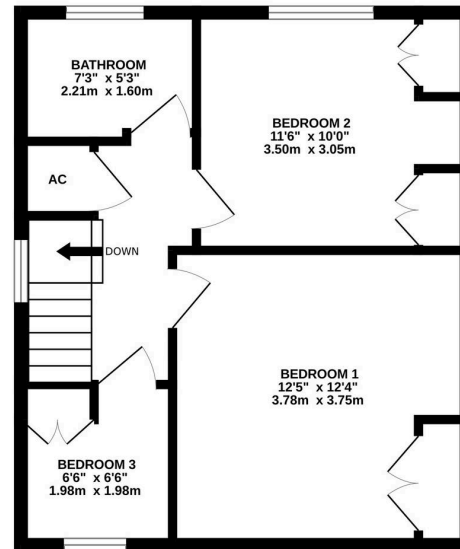 BATHROOM
7'3" x 5'3"
2.21m x 1.60m
BEDROOM 2
11'6" x 10'0"
3.50m x 3.05m
AC
DOWN
BEDROOM 1
12'5" x 12'4"
3.78m x 3.75m
BEDROOM 3
6'6" x 6'6"
1.98m x 1.98m